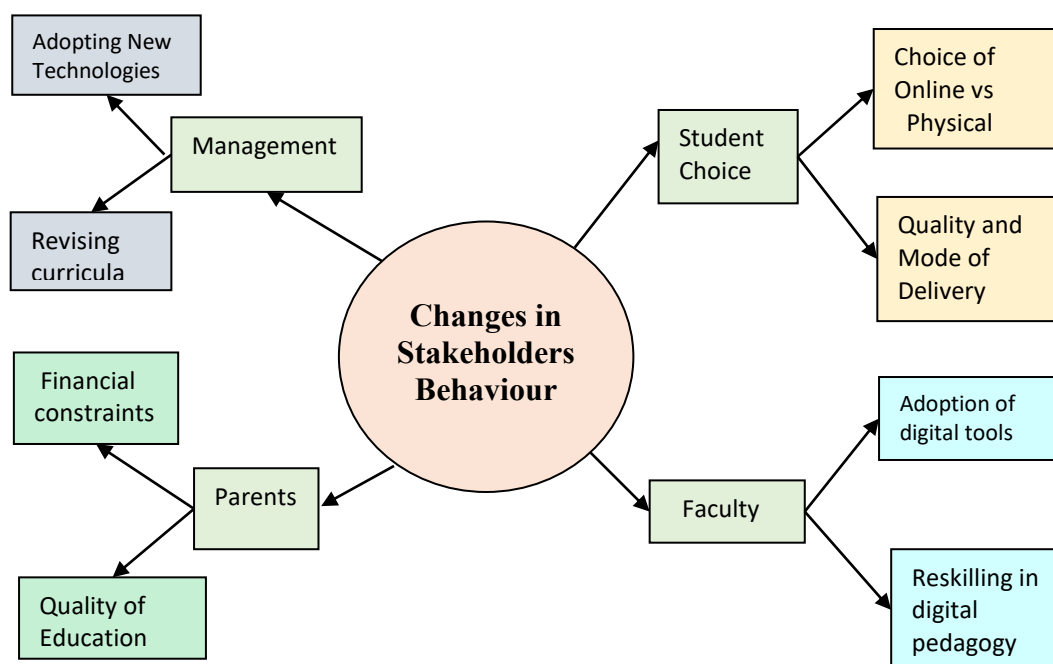 Adopting New
Technologies
Management
Revising
curricula
Student
Choice
Choice of
Online vs
Physical
Quality and
Mode of
Delivery
Changes in
Stakeholders
Behaviour
Financial
constraints
Parents
Quality of
Education
Faculty
Adoption of
digital tools
Reskilling in
digital
pedagogy